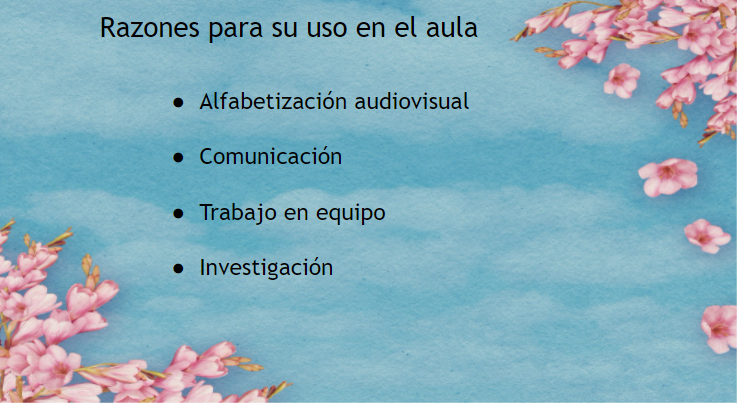 Razones para su uso en el aula
● Alfabetización audiovisual
● Comunicación
● Trabajo en equipo
● Investigación